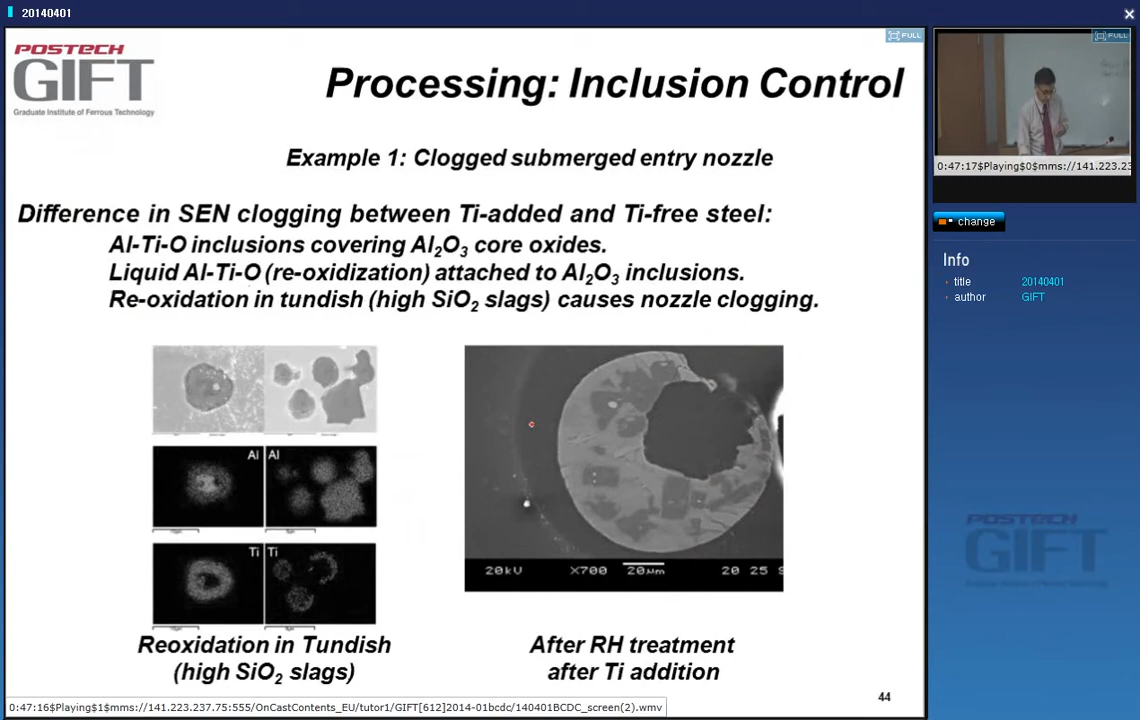 20140401
POSTECH
GIFT
Graduate Institute of Ferrous Technology
FULL
Processing: Inclusion Control
Example 1: Clogged submerged entry nozzle
Difference in SEN clogging between Ti-added and Ti-free steel:
Al-Ti-O inclusions covering Al₂O₃ core oxides.
Liquid Al-Ti-O (re-oxidization) attached to Al₂O₃ inclusions.
Re-oxidation in tundish (high SiO₂ slags) causes nozzle clogging.
Al Al
Ti Ti
20kV X700 20µm 20 25 S
Reoxidation in Tundish
(high SiO₂ slags)
After RH treatment
after Ti addition
44
0:47:16$Playing$1$mms://141.223.237.75:555/OnCastContents_EU/tutor1/GIFT[612]2014-01bcdc/140401BCDC_screen(2).wmv
FULL
0:47:17$Playing$0$mms://141.223.23
change
Info
title 20140401
author GIFT
POSTECH
GIFT
Graduate Institute of Ferrous Technology